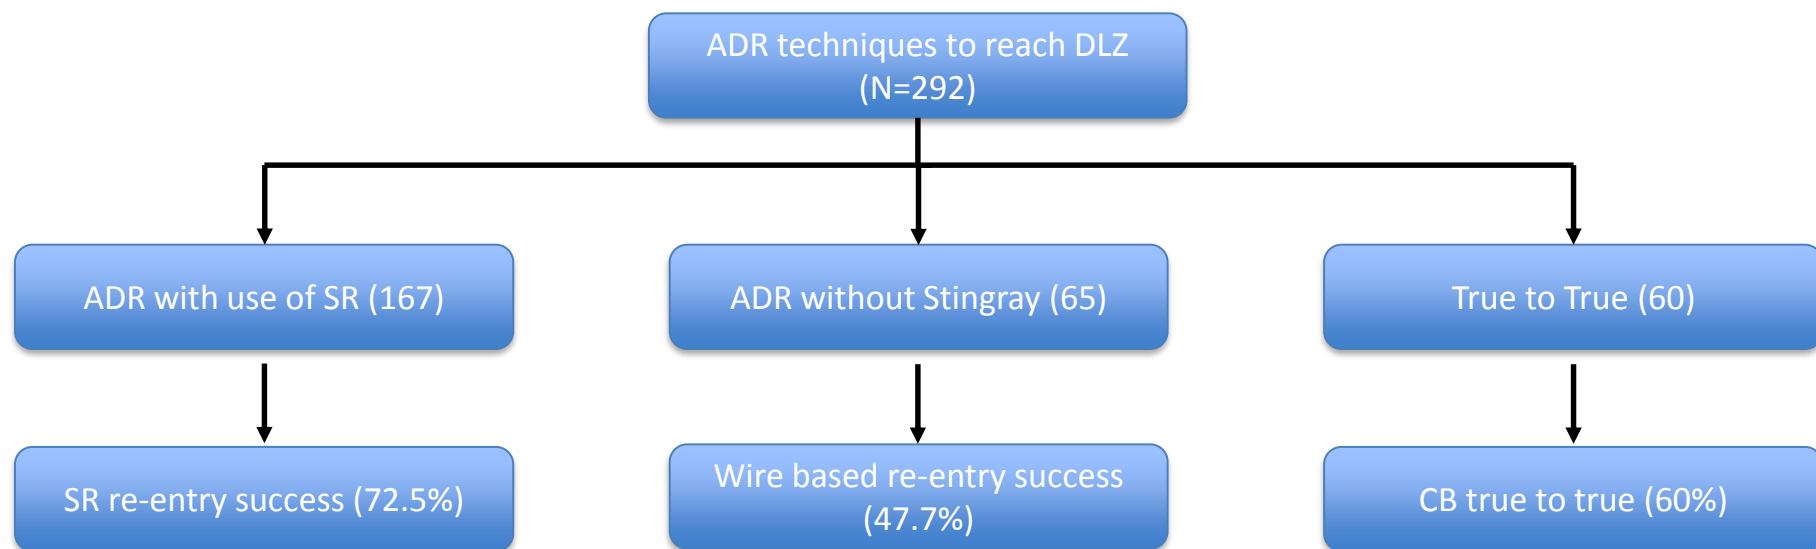 ADR techniques to reach DLZ
(N=292)
ADR with use of SR (167)
ADR without Stingray (65)
True to True (60)
SR re-entry success (72.5%)
Wire based re-entry success
(47.7%)
CB true to true (60%)